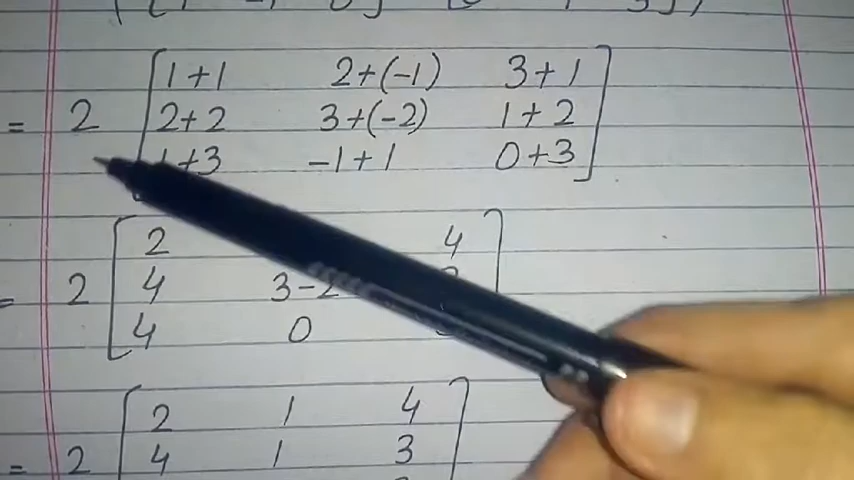 1+1 2+(-1) 3+1
= 2 2+2 3+(-2) 1+2
1+3 -1+1 0+3
2 4
= 2 4 3-2
4 0
2 1 4
= 2 4 1 3